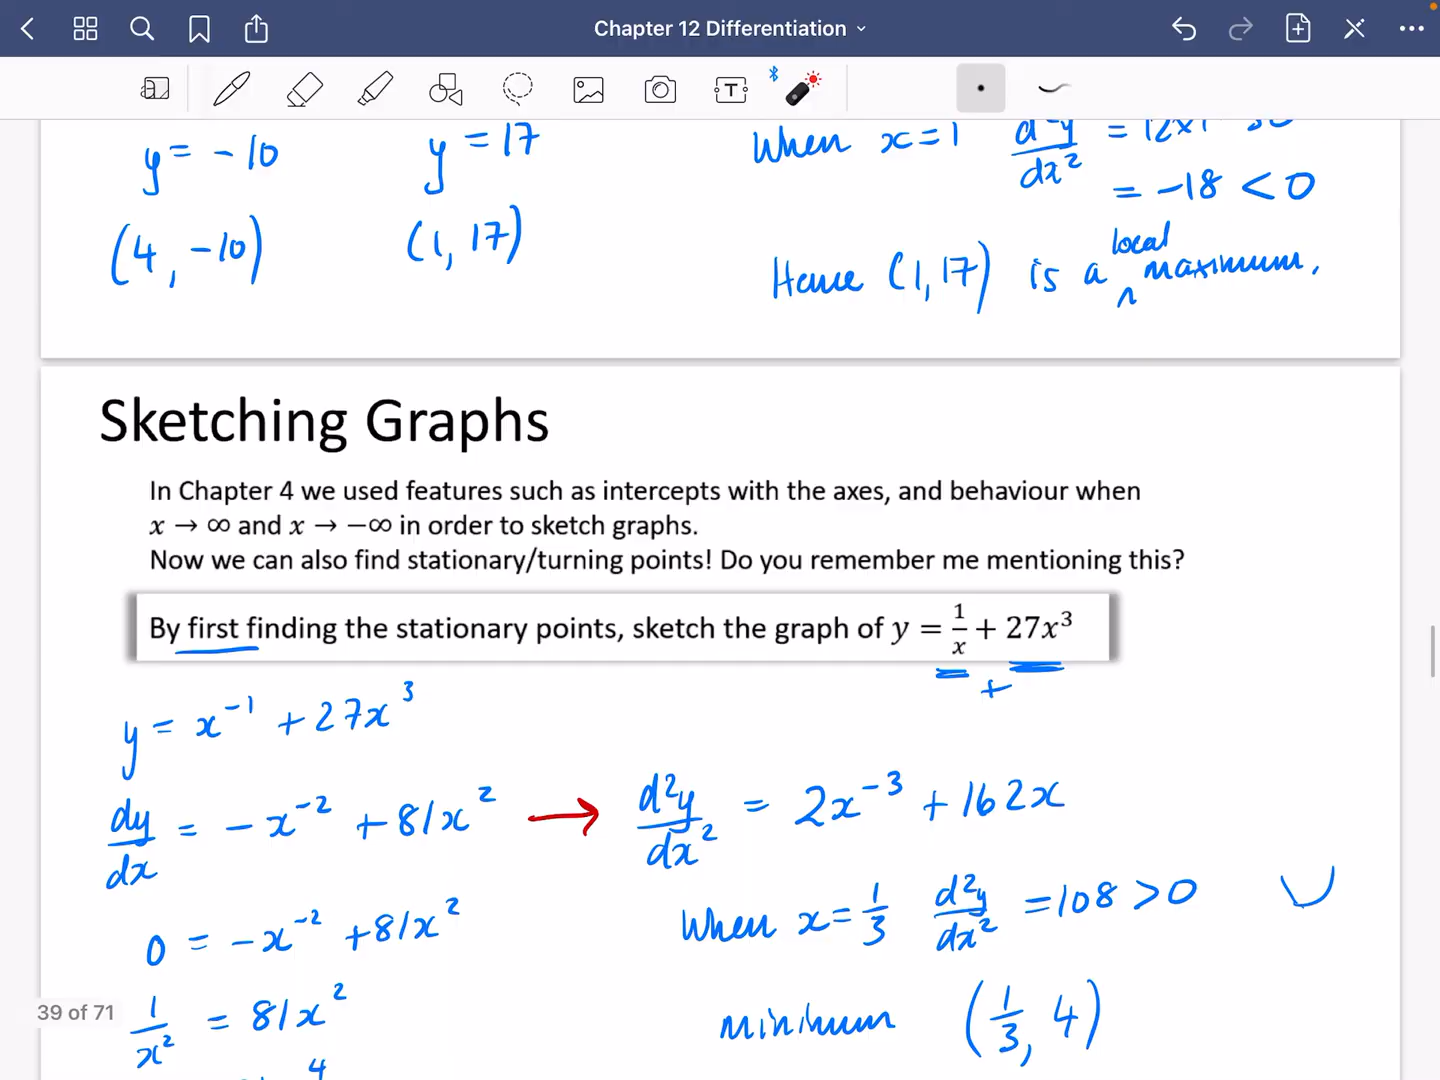 Chapter 12 Differentiation
T
y = -10
y = 17
When x = 1 d²y/dx²
= -18 < 0
(4, -10)
(1, 17)
local
Hence (1, 17) is a ^ maximum.
Sketching Graphs
In Chapter 4 we used features such as intercepts with the axes, and behaviour when
x → ∞ and x → −∞ in order to sketch graphs.
Now we can also find stationary/turning points! Do you remember me mentioning this?
By first finding the stationary points, sketch the graph of y = 1/x + 27x³
+
y = x⁻¹ + 27x³
dy/dx = -x⁻² + 81x² → d²y/dx² = 2x⁻³ + 162x
0 = -x⁻² + 81x²
When x = 1/3 d²y/dx² = 108 > 0
1/x² = 81x²
minimum (1/3, 4)
39 of 71
4